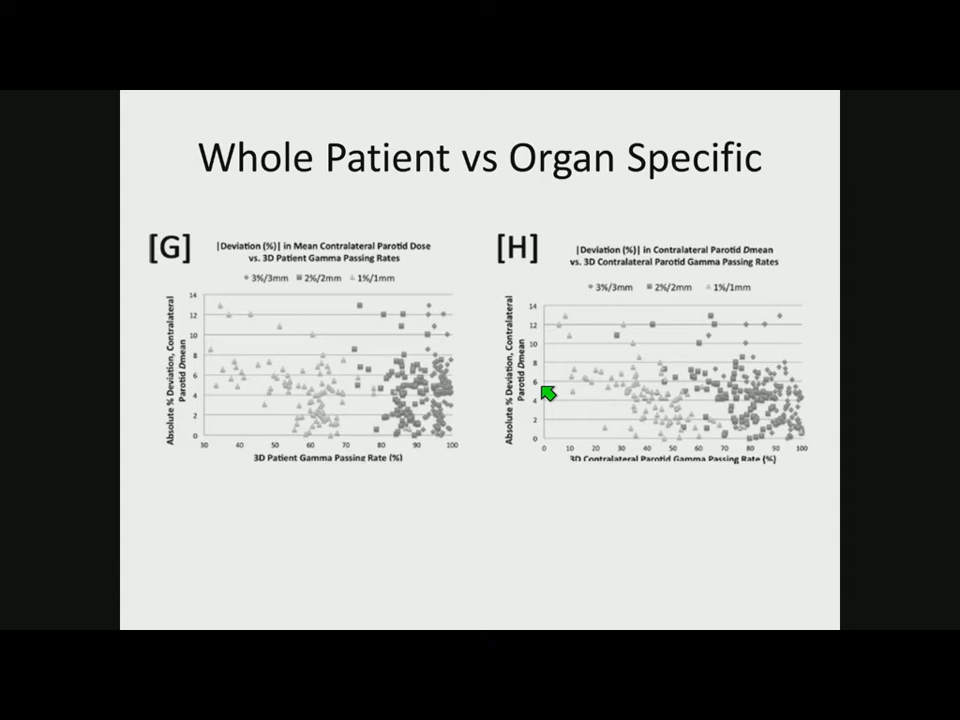 Whole Patient vs Organ Specific
[G]
|Deviation (%)| in Mean Contralateral Parotid Dose
vs. 3D Patient Gamma Passing Rates
3%/3mm 2%/2mm 1%/1mm
Absolute % Deviation, Contralateral
Parotid Dmean
14
12
10
8
6
4
2
0
30 40 50 60 70 80 90 100
3D Patient Gamma Passing Rate (%)
[H]
|Deviation (%)| in Contralateral Parotid Dmean
vs. 3D Contralateral Parotid Gamma Passing Rates
3%/3mm 2%/2mm 1%/1mm
Absolute % Deviation, Contralateral
Parotid Dmean
14
12
10
8
6
4
2
0
0 10 20 30 40 50 60 70 80 90 100
3D Contralateral Parotid Gamma Passing Rate (%)